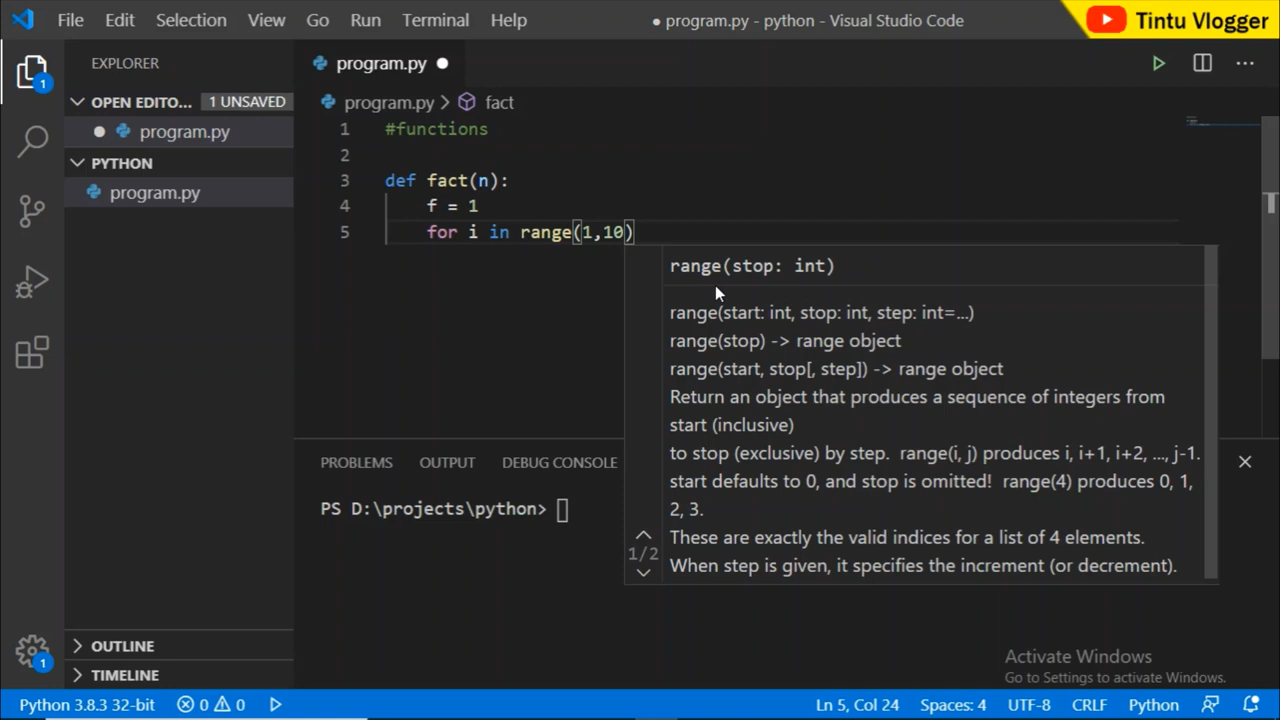 File Edit Selection View Go Run Terminal Help
● program.py - python - Visual Studio Code
Tintu Vlogger
1
EXPLORER
OPEN EDITO... 1 UNSAVED
program.py
PYTHON
program.py
program.py
program.py > fact
1 #functions
2
3 def fact(n):
4 f = 1
5 for i in range(1,10)
range(stop: int)
range(start: int, stop: int, step: int=...)
range(stop) -> range object
range(start, stop[, step]) -> range object
Return an object that produces a sequence of integers from
start (inclusive)
to stop (exclusive) by step. range(i, j) produces i, i+1, i+2, ..., j-1.
start defaults to 0, and stop is omitted! range(4) produces 0, 1,
2, 3.
These are exactly the valid indices for a list of 4 elements.
When step is given, it specifies the increment (or decrement).
1/2
PROBLEMS OUTPUT DEBUG CONSOLE
PS D:\projects\python>
OUTLINE
TIMELINE
1
Activate Windows
Go to Settings to activate Windows.
Python 3.8.3 32-bit 0 0 Ln 5, Col 24 Spaces: 4 UTF-8 CRLF Python